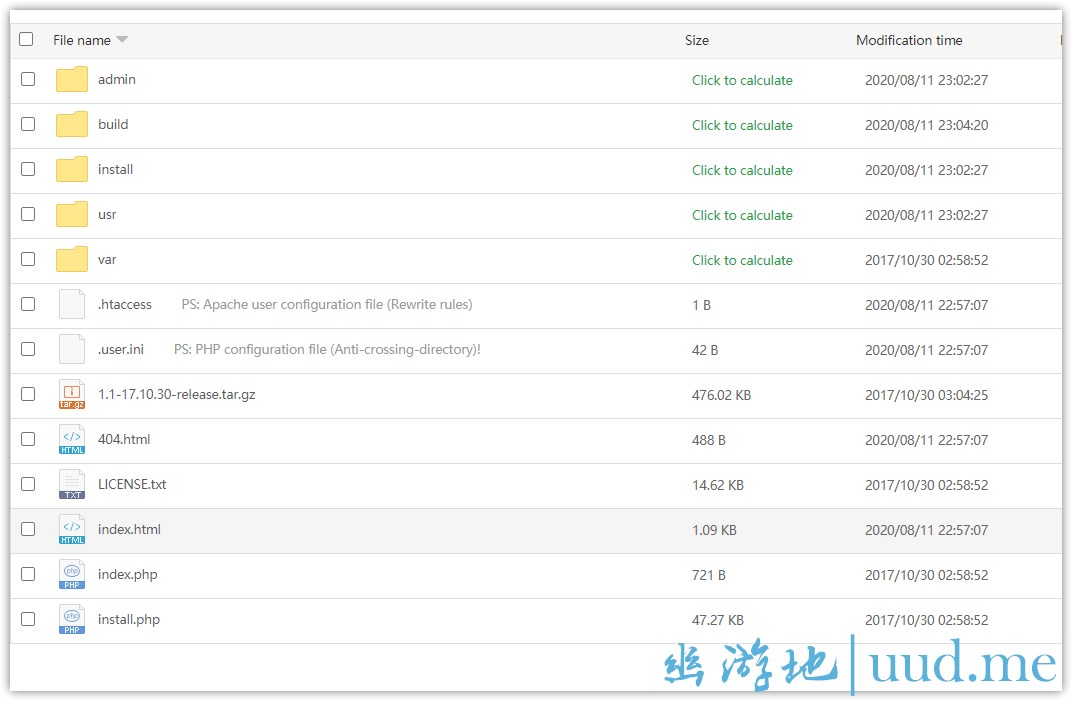 File name Size Modification time
admin Click to calculate 2020/08/11 23:02:27
build Click to calculate 2020/08/11 23:04:20
install Click to calculate 2020/08/11 23:02:27
usr Click to calculate 2020/08/11 23:02:27
var Click to calculate 2017/10/30 02:58:52
.htaccess PS: Apache user configuration file (Rewrite rules) 1 B 2020/08/11 22:57:07
.user.ini PS: PHP configuration file (Anti-crossing-directory)! 42 B 2020/08/11 22:57:07
tar.gz 1.1-17.10.30-release.tar.gz 476.02 KB 2017/10/30 03:04:25
</> HTML 404.html 488 B 2020/08/11 22:57:07
TXT LICENSE.txt 14.62 KB 2017/10/30 02:58:52
</> HTML index.html 1.09 KB 2020/08/11 22:57:07
php PHP index.php 721 B 2017/10/30 02:58:52
php PHP install.php 47.27 KB 2017/10/30 02:58:52
幽游地|uud.me